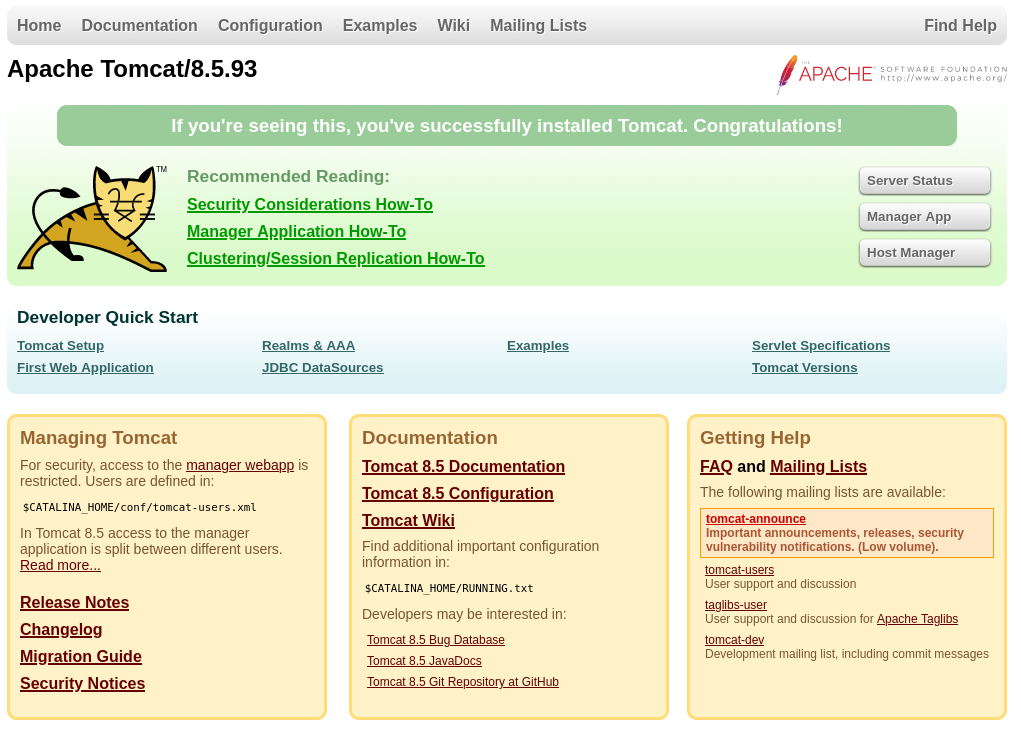 Home Documentation Configuration Examples Wiki Mailing Lists Find Help
Apache Tomcat/8.5.93
THE
APACHE® SOFTWARE FOUNDATION
http://www.apache.org/
If you're seeing this, you've successfully installed Tomcat. Congratulations!
TM
Recommended Reading:
Security Considerations How-To
Manager Application How-To
Clustering/Session Replication How-To
Server Status
Manager App
Host Manager
Developer Quick Start
Tomcat Setup
First Web Application
Realms & AAA
JDBC DataSources
Examples
Servlet Specifications
Tomcat Versions
Managing Tomcat
For security, access to the manager webapp is
restricted. Users are defined in:
$CATALINA_HOME/conf/tomcat-users.xml
In Tomcat 8.5 access to the manager
application is split between different users.
Read more...
Release Notes
Changelog
Migration Guide
Security Notices
Documentation
Tomcat 8.5 Documentation
Tomcat 8.5 Configuration
Tomcat Wiki
Find additional important configuration
information in:
$CATALINA_HOME/RUNNING.txt
Developers may be interested in:
Tomcat 8.5 Bug Database
Tomcat 8.5 JavaDocs
Tomcat 8.5 Git Repository at GitHub
Getting Help
FAQ and Mailing Lists
The following mailing lists are available:
tomcat-announce
Important announcements, releases, security
vulnerability notifications. (Low volume).
tomcat-users
User support and discussion
taglibs-user
User support and discussion for Apache Taglibs
tomcat-dev
Development mailing list, including commit messages